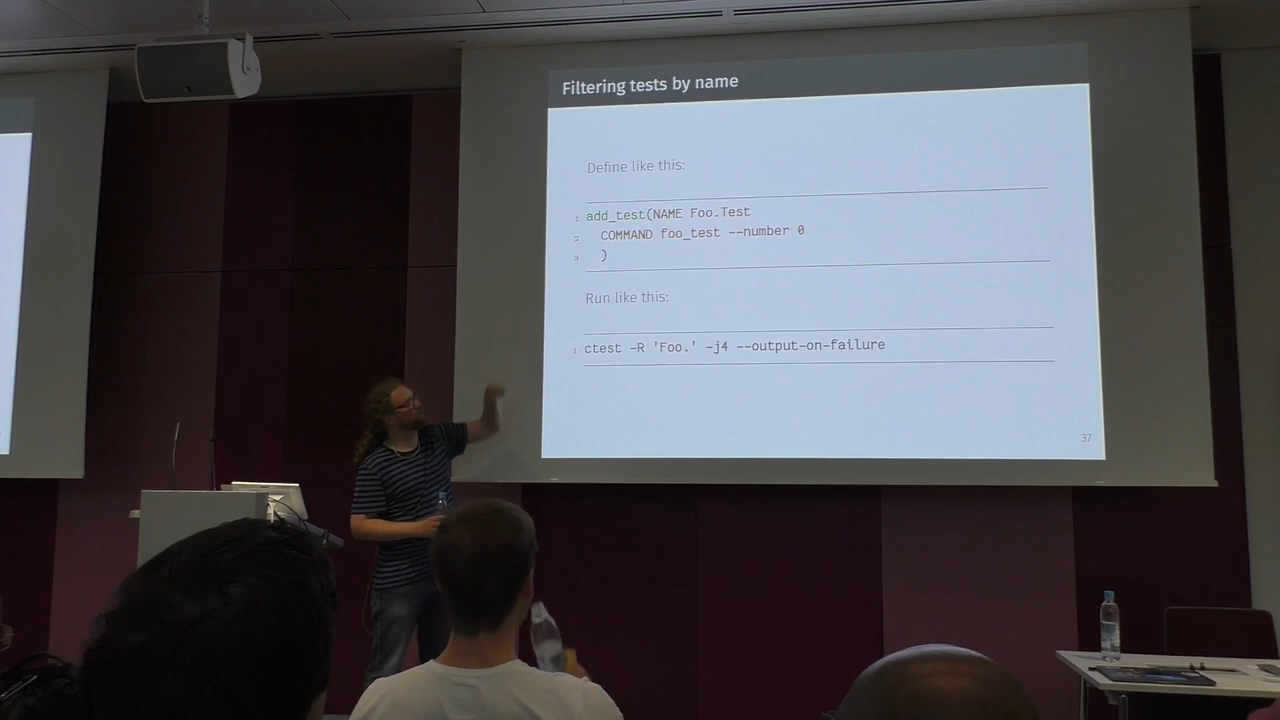 Filtering tests by name
Define like this:
1 add_test(NAME Foo.Test
2 COMMAND foo_test --number 0
3 )
Run like this:
1 ctest -R 'Foo.' -j4 --output-on-failure
37